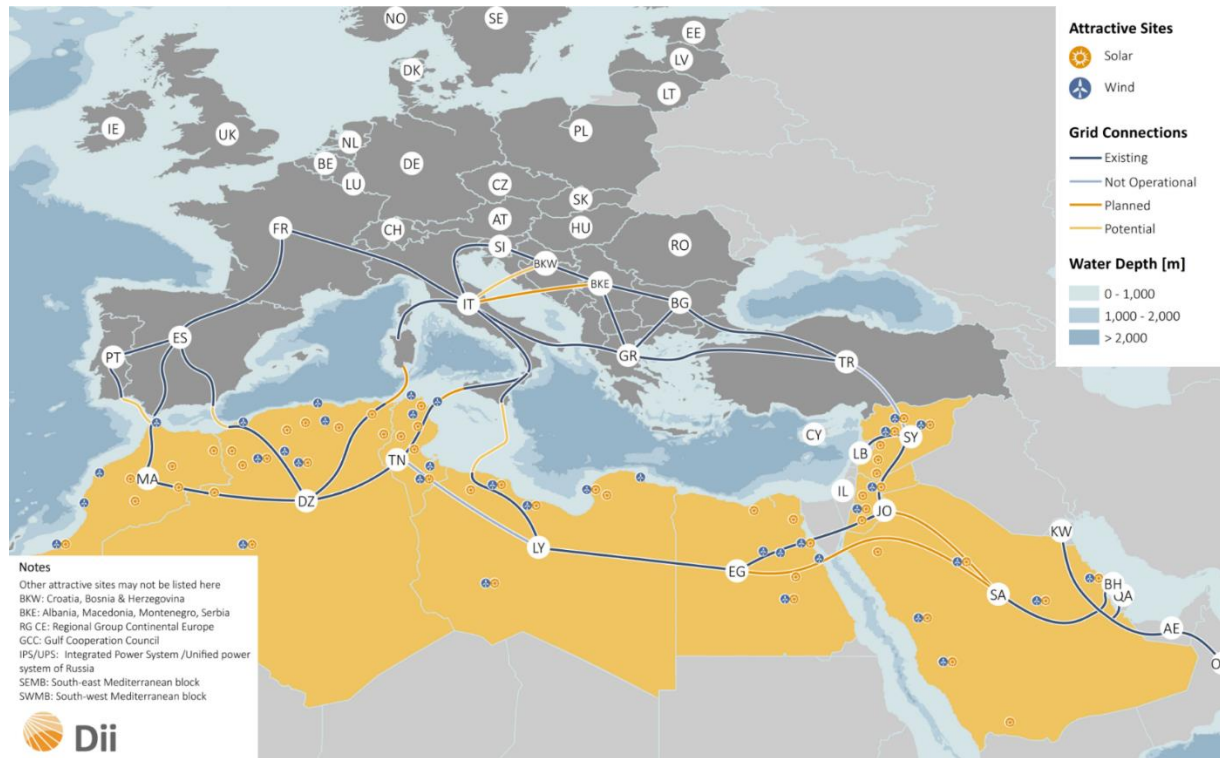 NO
SE
EE
LV
LT
DK
IE
UK
NL
BE
LU
DE
PL
CZ
SK
AT
HU
CH
SI
RO
FR
BKW
BKE
IT
BG
ES
PT
GR
TR
CY
LB
SY
IL
JO
MA
DZ
TN
LY
EG
KW
SA
BH
QA
AE
O
Attractive Sites
Solar
Wind
Grid Connections
Existing
Not Operational
Planned
Potential
Water Depth [m]
0 - 1,000
1,000 - 2,000
> 2,000
Notes
Other attractive sites may not be listed here
BKW: Croatia, Bosnia & Herzegovina
BKE: Albania, Macedonia, Montenegro, Serbia
RG CE: Regional Group Continental Europe
GCC: Gulf Cooperation Council
IPS/UPS: Integrated Power System /Unified power
system of Russia
SEMB: South-east Mediterranean block
SWMB: South-west Mediterranean block
Dii